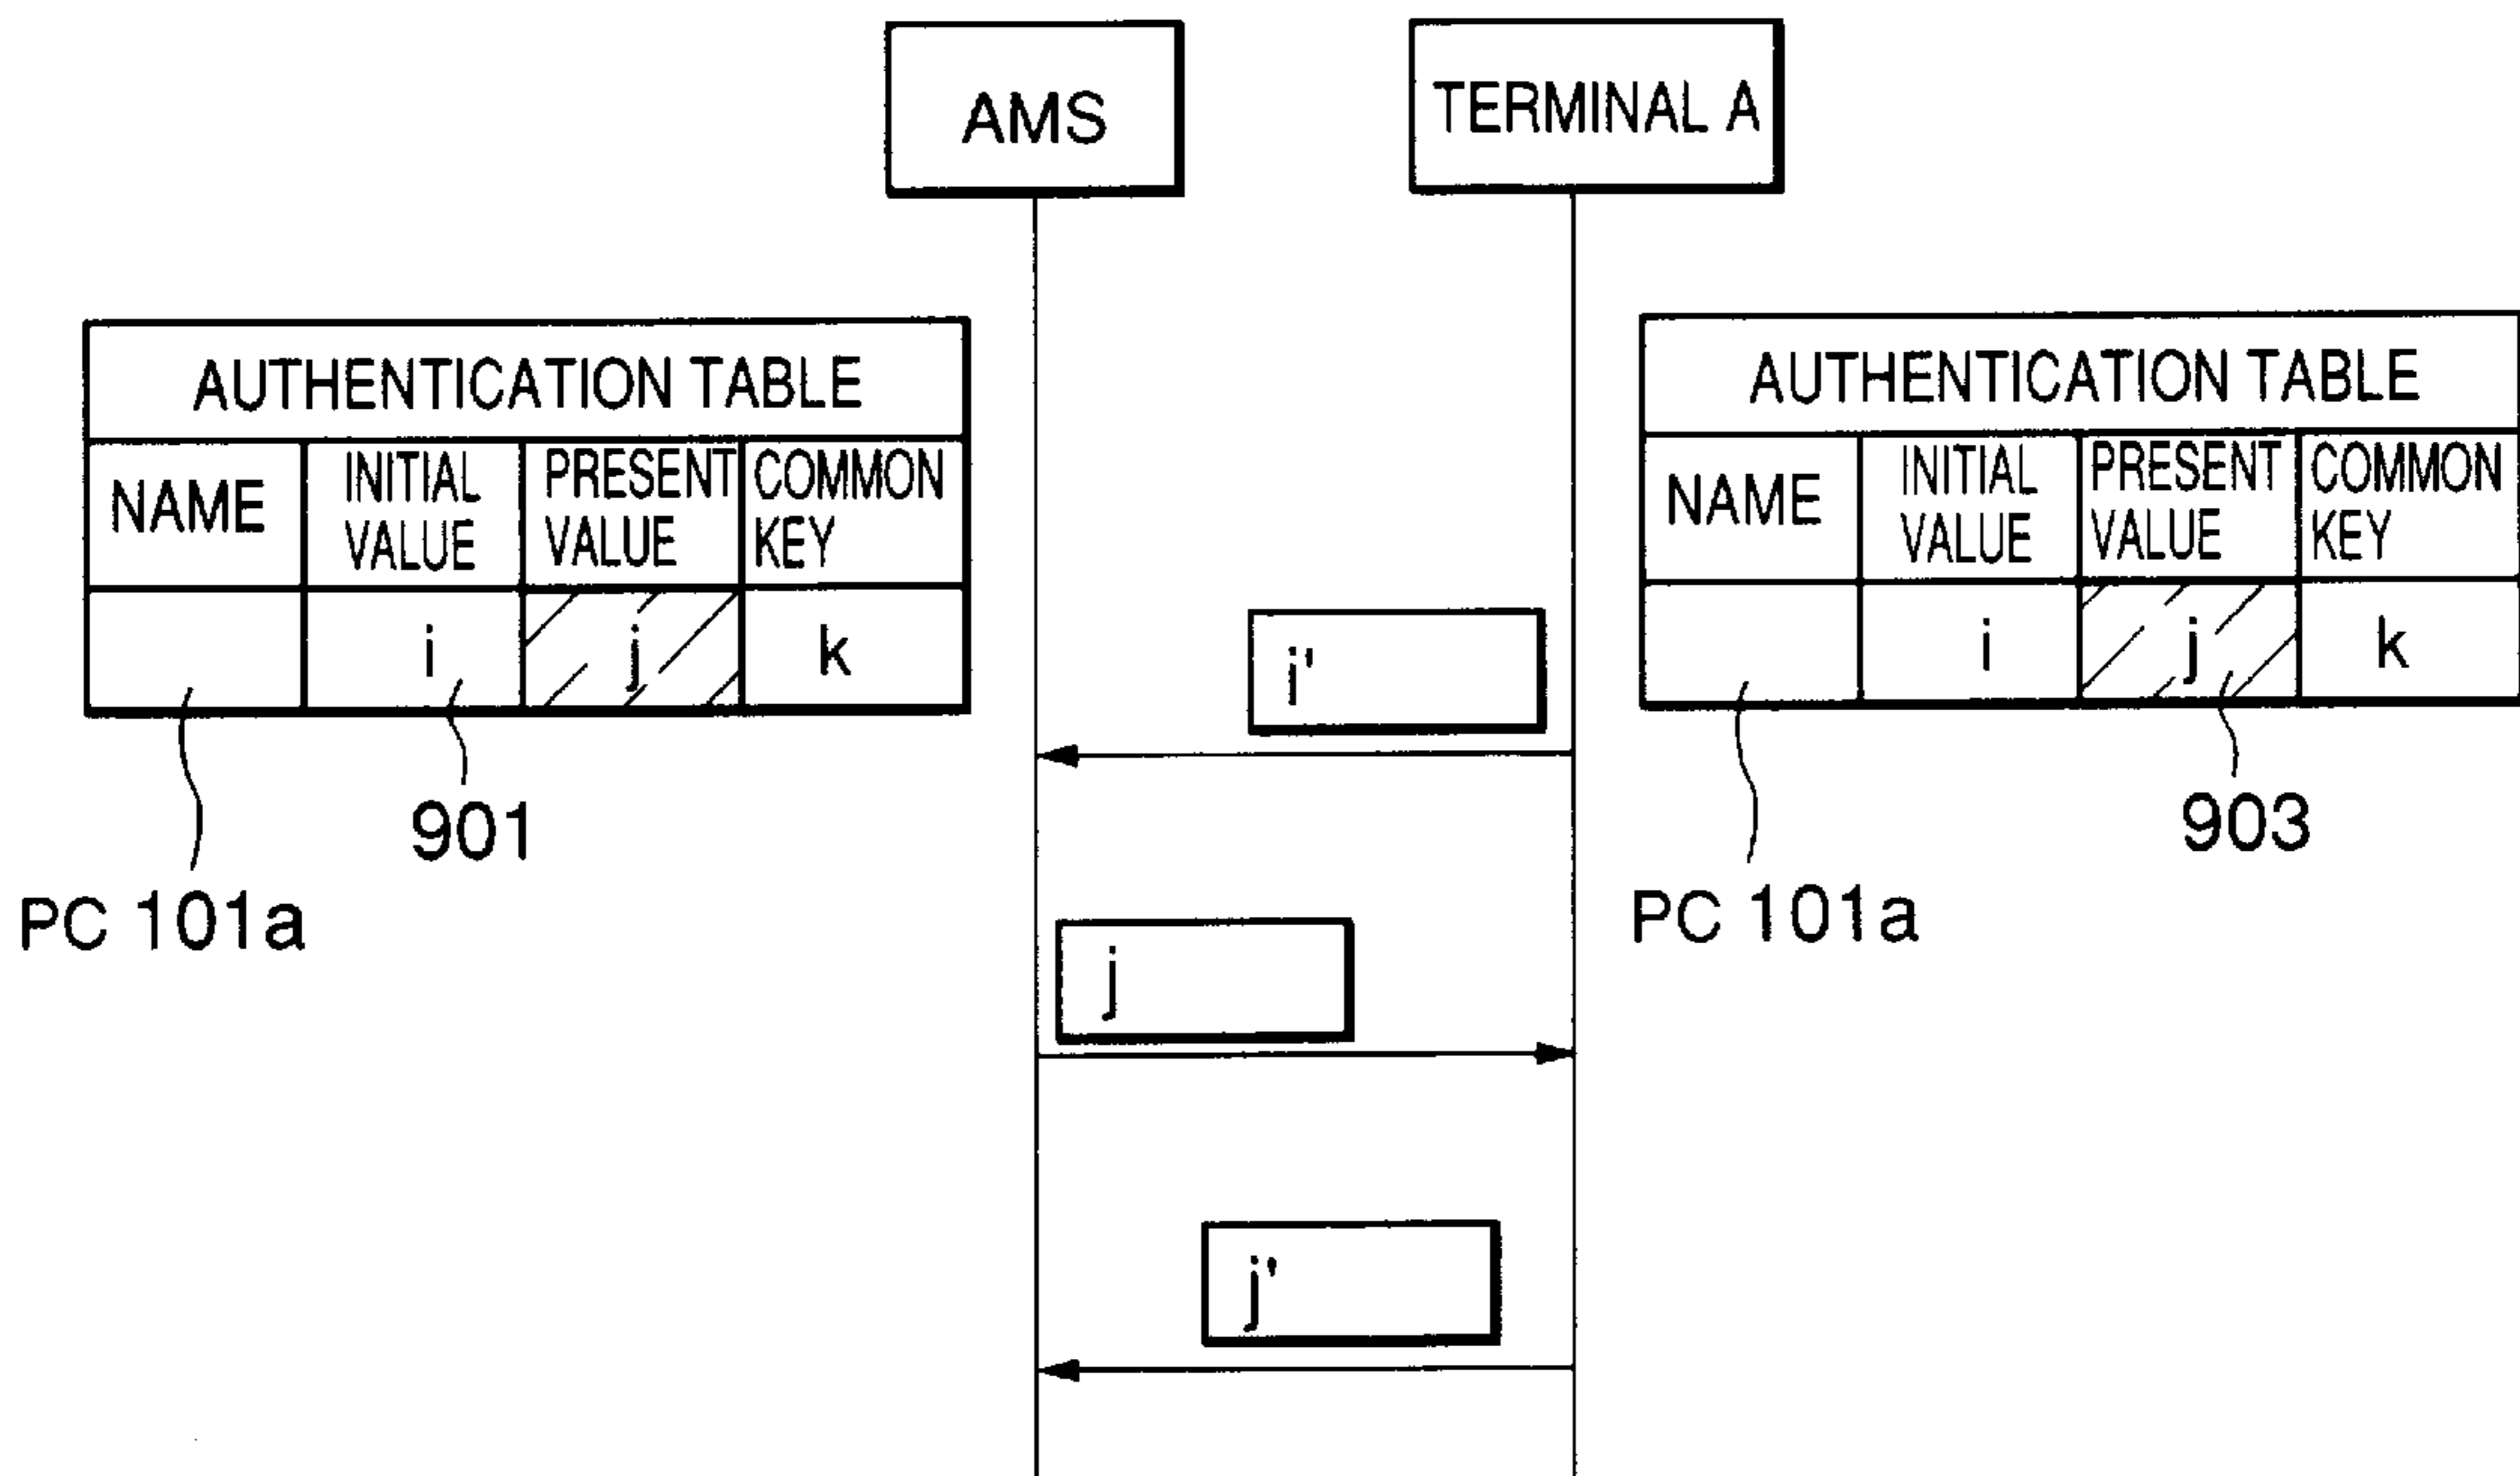 AMS
TERMINAL A
AUTHENTICATION TABLE
NAME
INITIAL
VALUE
PRESENT
VALUE
COMMON
KEY
i
j
k
901
PC 101a
AUTHENTICATION TABLE
NAME
INITIAL
VALUE
PRESENT
VALUE
COMMON
KEY
i
j
k
903
PC 101a
i'
j
j'